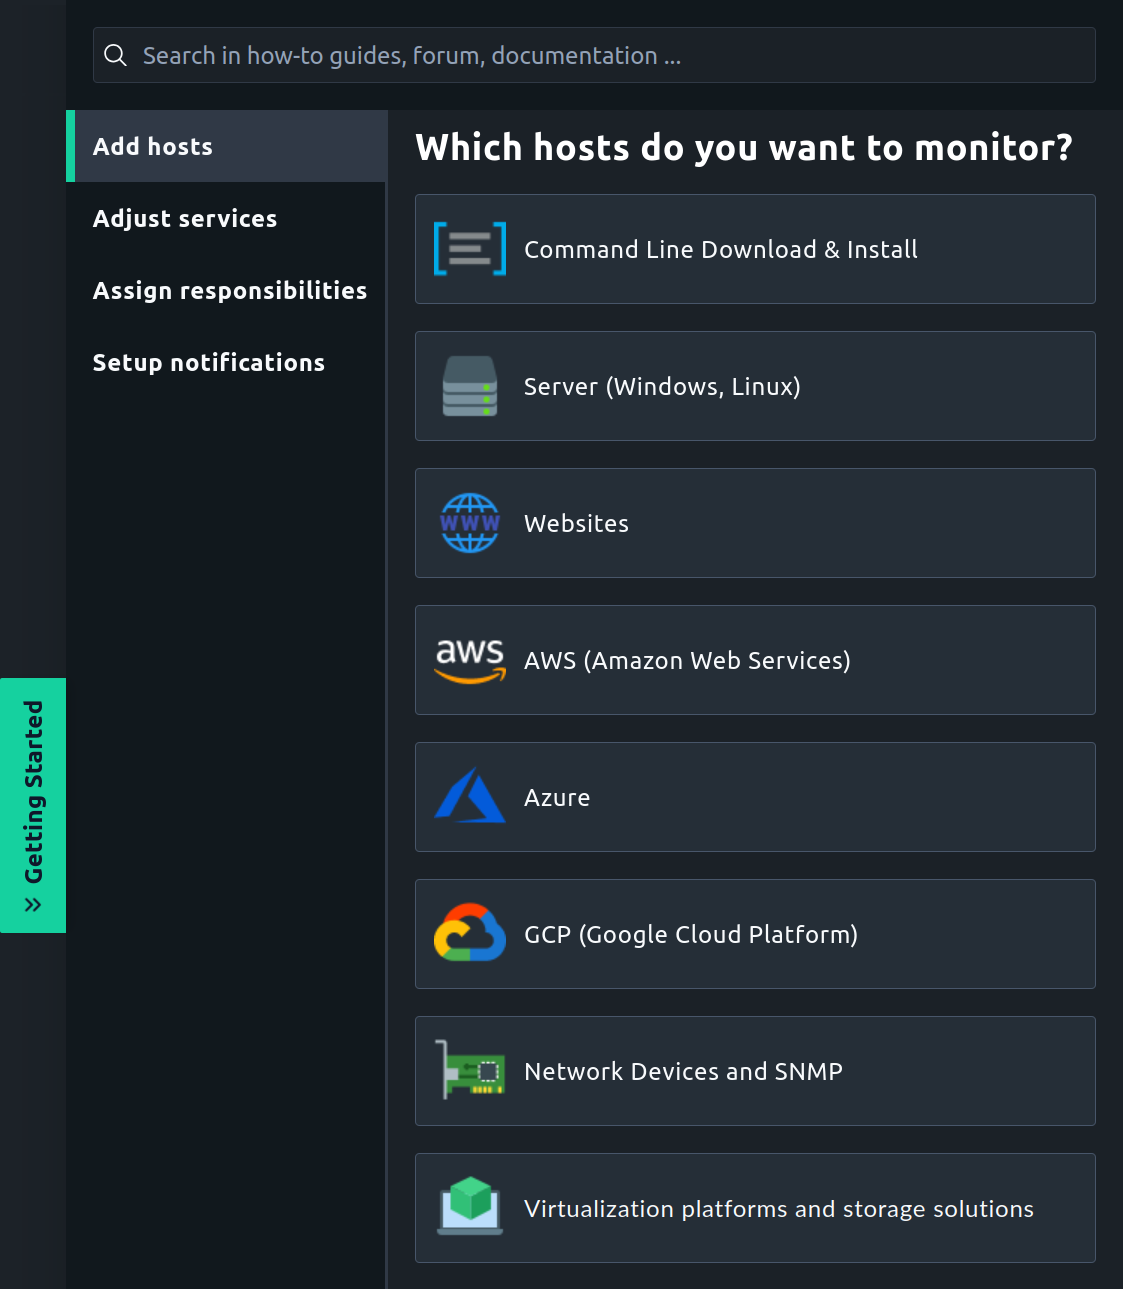 Search in how-to guides, forum, documentation ...
Add hosts
Adjust services
Assign responsibilities
Setup notifications
Getting Started
Which hosts do you want to monitor?
Command Line Download & Install
Server (Windows, Linux)
WWW
Websites
aws
AWS (Amazon Web Services)
Azure
GCP (Google Cloud Platform)
Network Devices and SNMP
Virtualization platforms and storage solutions